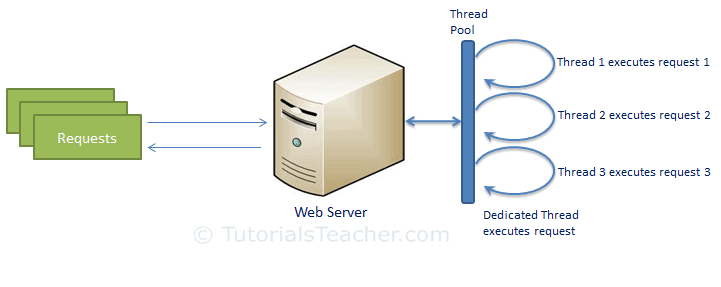 Thread
Pool
Thread 1 executes request 1
Thread 2 executes request 2
Requests
Thread 3 executes request 3
Web Server
Dedicated Thread
executes request
© TutorialsTeacher.com